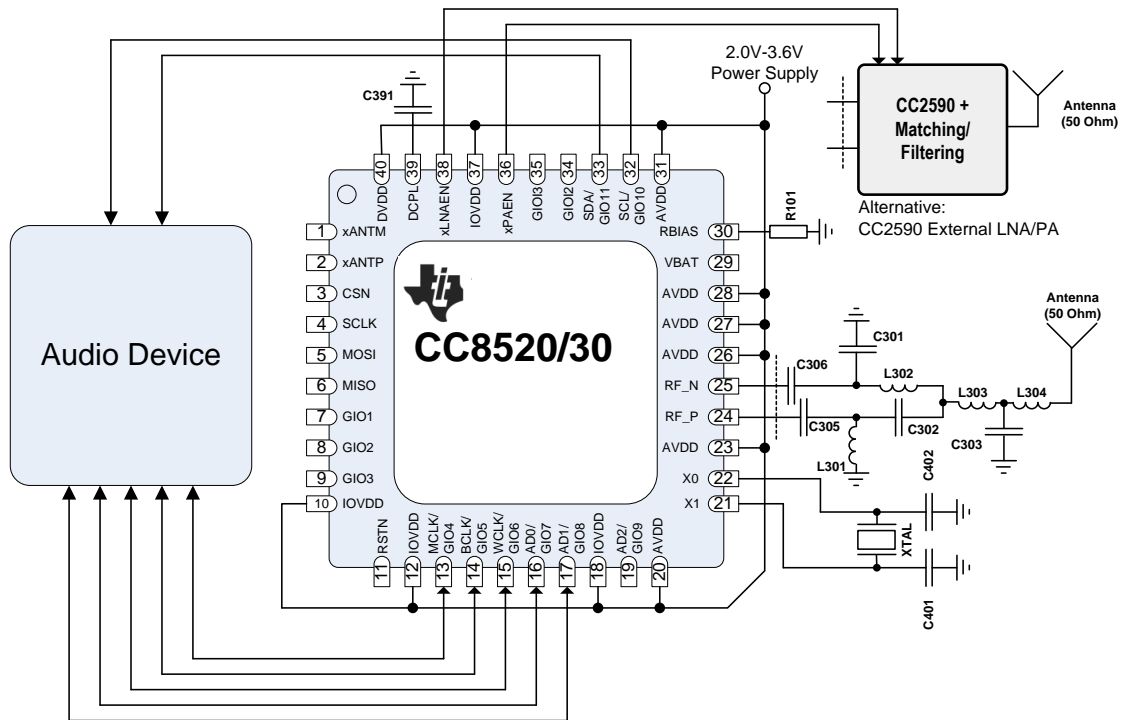 2.0V-3.6V
Power Supply
C391
CC2590 +
Matching/
Filtering
Antenna
(50 Ohm)
Alternative:
CC2590 External LNA/PA
40
39
38
37
36
35
34
33
32
31
DVDD
DCPL
xLNAEN
IOVDD
xPAEN
GIOI3
GIOI2
SDA/
GIO11
SCL/
GIO10
AVDD
R101
1 xANTM
2 xANTP
3 CSN
4 SCLK
5 MOSI
6 MISO
7 GIO1
8 GIO2
9 GIO3
10 IOVDD
RBIAS 30
VBAT 29
AVDD 28
AVDD 27
AVDD 26
RF_N 25
RF_P 24
AVDD 23
X0 22
X1 21
Audio Device
CC8520/30
Antenna
(50 Ohm)
C301
C306
L302
L303
L304
C305
C302
C303
L301
C402
XTAL
C401
RSTN
IOVDD
MCLK/
GIO4
BCLK/
GIO5
WCLK/
GIO6
AD0/
GIO7
AD1/
GIO8
IOVDD
AD2/
GIO9
AVDD
11
12
13
14
15
16
17
18
19
20